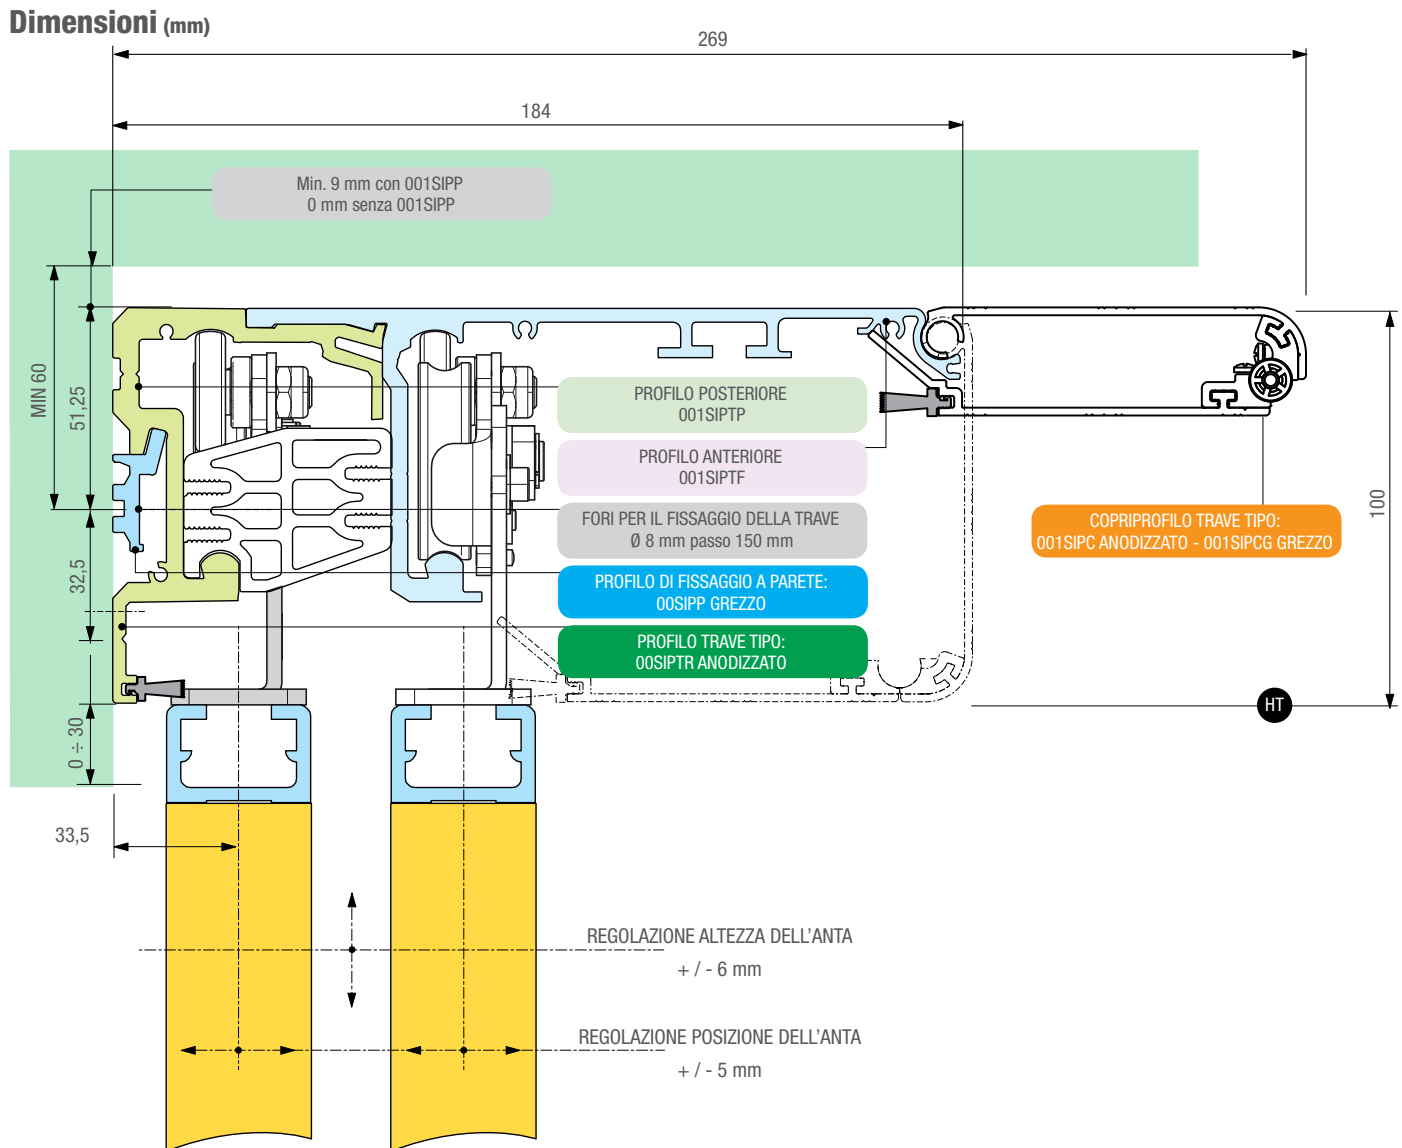 Dimensioni (mm)
269
184
Min. 9 mm con 001SIPP
0 mm senza 001SIPP
MIN 60
51,25
32,5
0 ÷ 30
33,5
100
PROFILO POSTERIORE
001SIPTP
PROFILO ANTERIORE
001SIPTF
FORI PER IL FISSAGGIO DELLA TRAVE
Ø 8 mm passo 150 mm
PROFILO DI FISSAGGIO A PARETE:
00SIPP GREZZO
PROFILO TRAVE TIPO:
00SIPTR ANODIZZATO
COPRIPROFILO TRAVE TIPO:
001SIPC ANODIZZATO - 001SIPCG GREZZO
HT
REGOLAZIONE ALTEZZA DELL'ANTA
+ / - 6 mm
REGOLAZIONE POSIZIONE DELL'ANTA
+ / - 5 mm